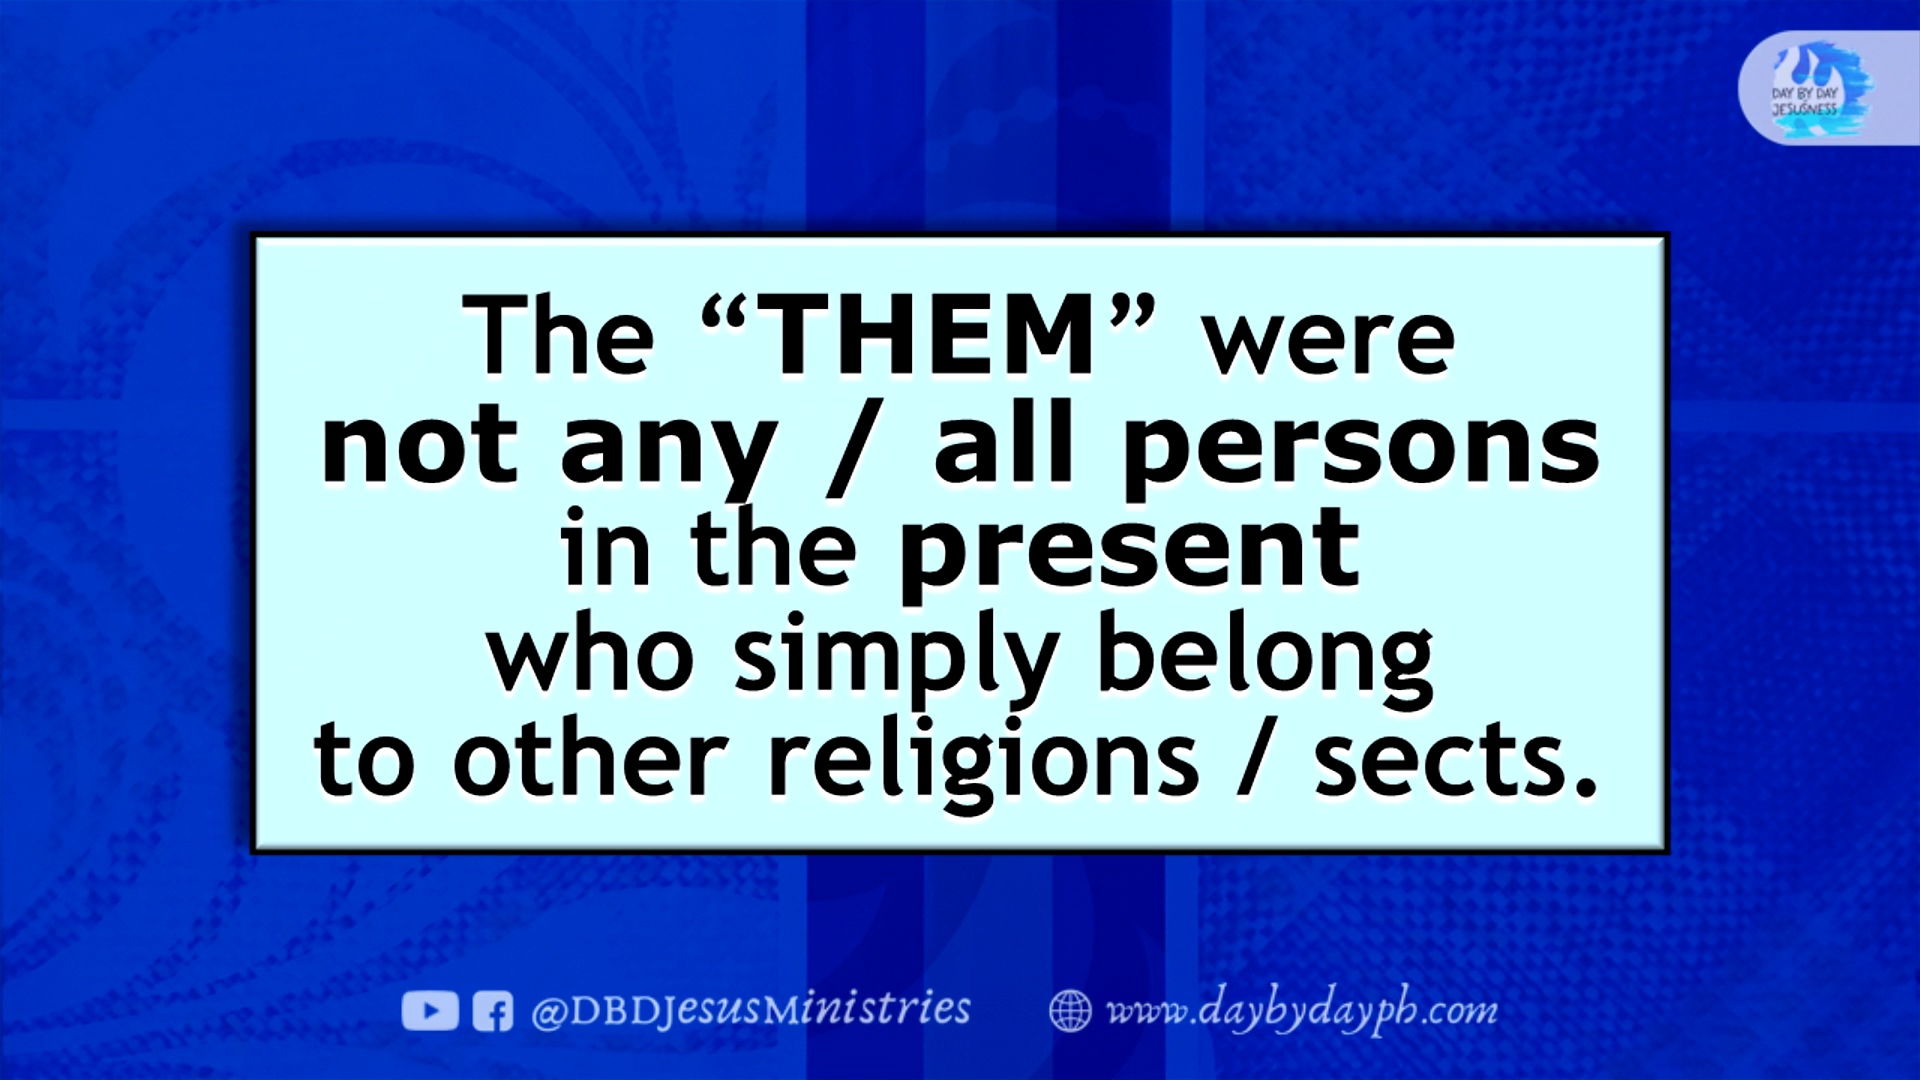 DAY BY DAY
JESUSNESS
The “THEM” were
not any / all persons
in the present
who simply belong
to other religions / sects.
@DBDJesusMinistries
www.daybydayph.com